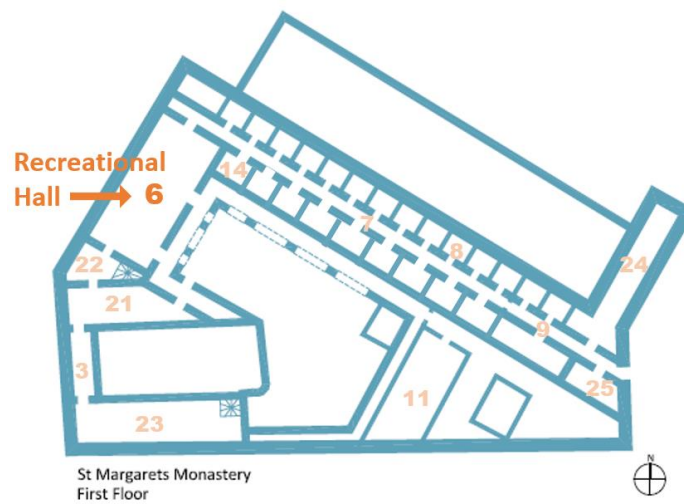 Recreational
Hall 6
14
7
8
24
22
21
9
3
25
11
23
N
St Margarets Monastery
First Floor